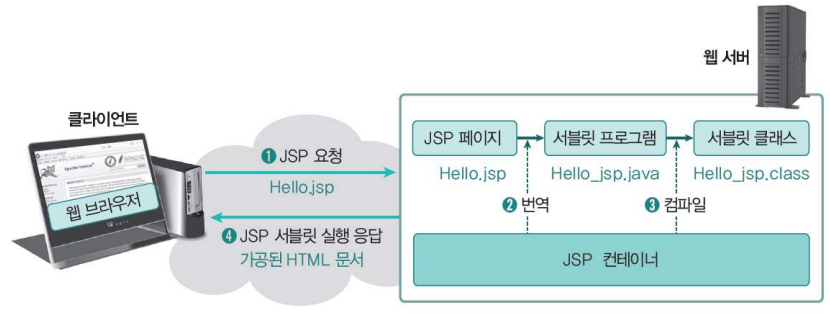 웹 서버
클라이언트
JSP 페이지
서블릿 프로그램
서블릿 클래스
❶ JSP 요청
Hello.jsp
Hello.jsp
Hello_jsp.java
Hello_jsp.class
웹 브라우저
❷ 번역
❸ 컴파일
❹ JSP 서블릿 실행 응답
가공된 HTML 문서
JSP 컨테이너